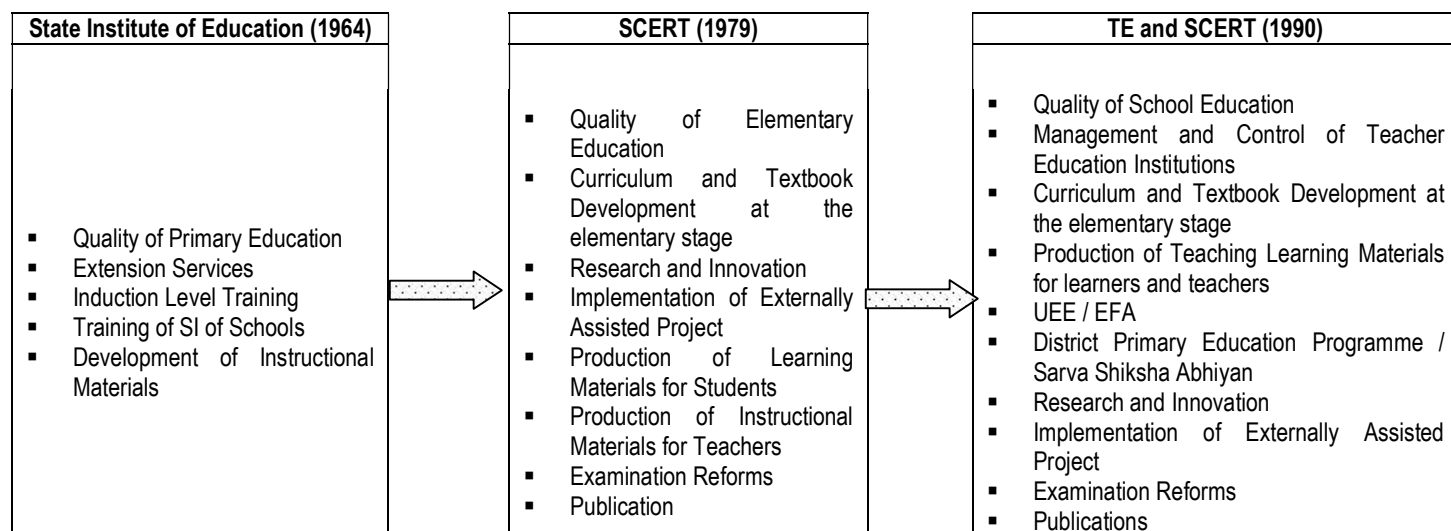 State Institute of Education (1964)
▪ Quality of Primary Education
▪ Extension Services
▪ Induction Level Training
▪ Training of SI of Schools
▪ Development of Instructional
Materials
SCERT (1979)
▪ Quality of Elementary
Education
▪ Curriculum and Textbook
Development at the
elementary stage
▪ Research and Innovation
▪ Implementation of Externally
Assisted Project
▪ Production of Learning
Materials for Students
▪ Production of Instructional
Materials for Teachers
▪ Examination Reforms
▪ Publication
TE and SCERT (1990)
▪ Quality of School Education
▪ Management and Control of Teacher
Education Institutions
▪ Curriculum and Textbook Development at
the elementary stage
▪ Production of Teaching Learning Materials
for learners and teachers
▪ UEE / EFA
▪ District Primary Education Programme /
Sarva Shiksha Abhiyan
▪ Research and Innovation
▪ Implementation of Externally Assisted
Project
▪ Examination Reforms
▪ Publications